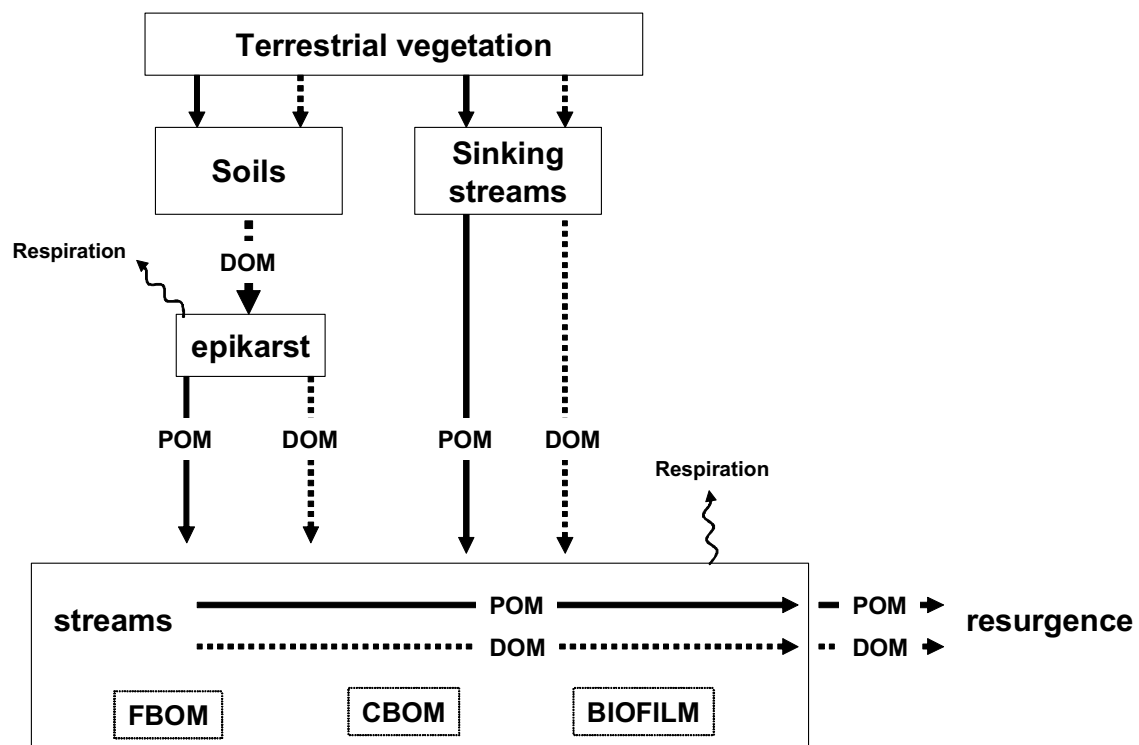 Terrestrial vegetation
Soils
Sinking
streams
Respiration
DOM
epikarst
POM
DOM
POM
DOM
Respiration
streams
POM
POM
resurgence
DOM
DOM
FBOM
CBOM
BIOFILM